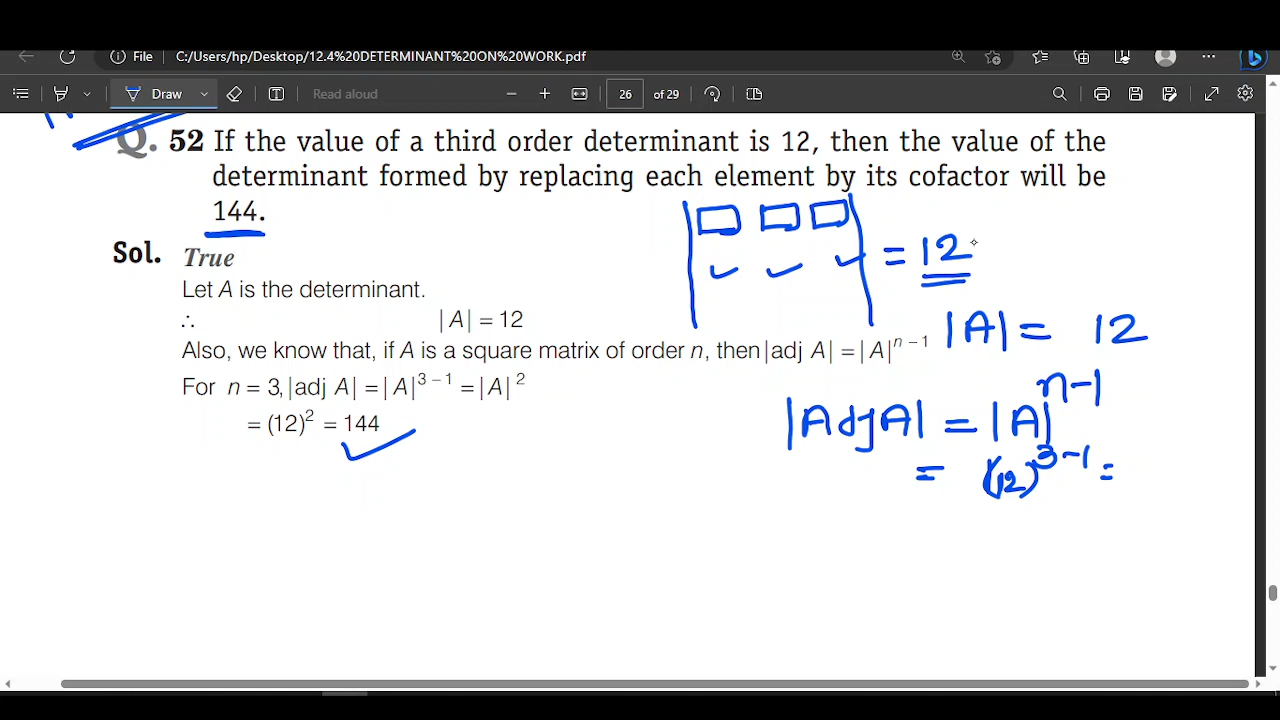 File C:/Users/hp/Desktop/12.4%20DETERMINANT%20ON%20WORK.pdf
Draw Read aloud 26 of 29
Q. 52 If the value of a third order determinant is 12, then the value of the
determinant formed by replacing each element by its cofactor will be
144.
Sol. True
= 12
Let A is the determinant.
∴ |A| = 12
|A| = 12
Also, we know that, if A is a square matrix of order n, then |adj A| = |A|^{n – 1}
For n = 3, |adj A| = |A|^{3 – 1} = |A|^2
|AdjA| = |A|^{n-1}
= (12)^2 = 144
= (12)^{3-1} =